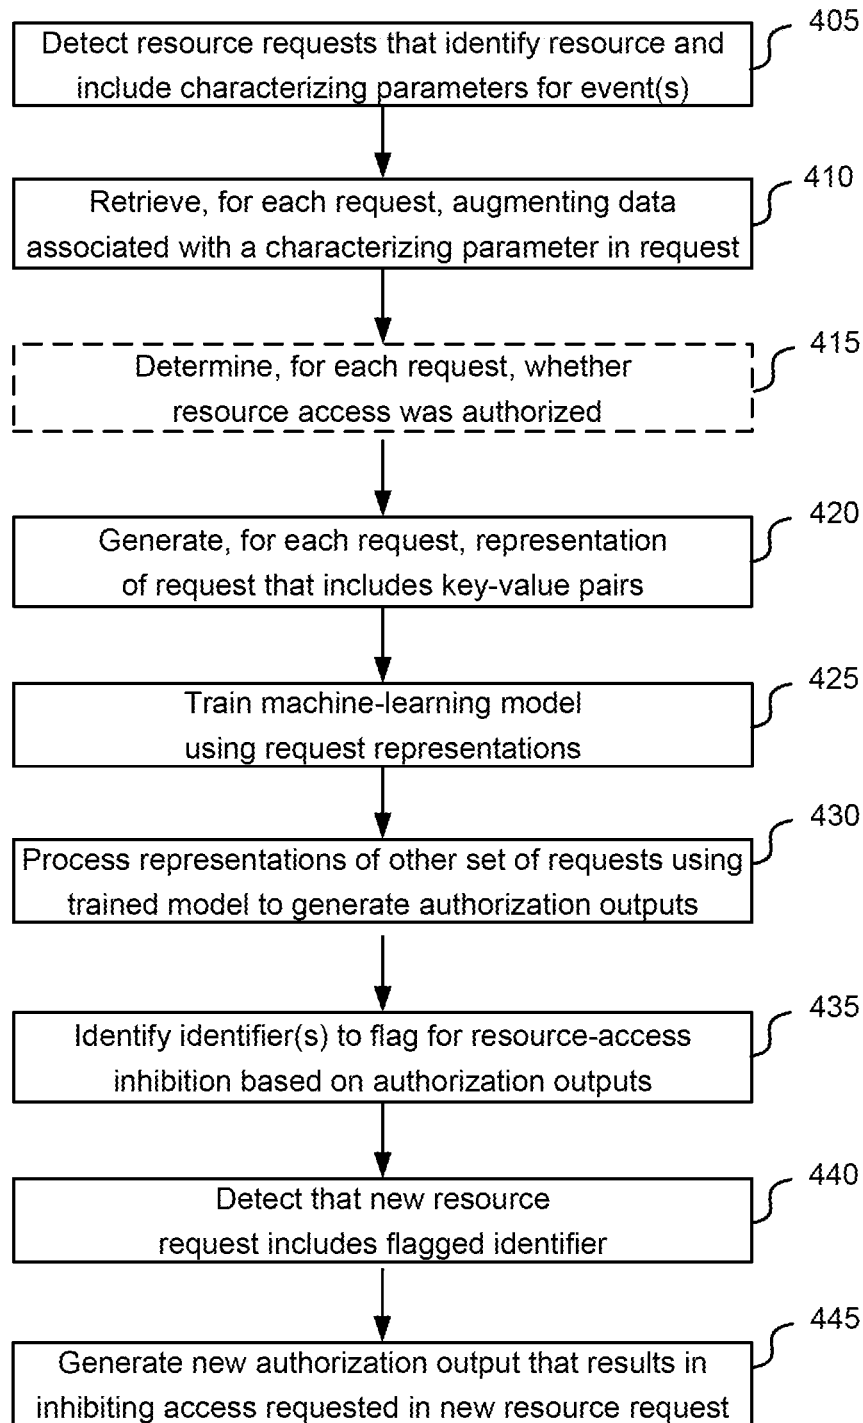 405
Detect resource requests that identify resource and
include characterizing parameters for event(s)
410
Retrieve, for each request, augmenting data
associated with a characterizing parameter in request
415
Determine, for each request, whether
resource access was authorized
420
Generate, for each request, representation
of request that includes key-value pairs
425
Train machine-learning model
using request representations
430
Process representations of other set of requests using
trained model to generate authorization outputs
435
Identify identifier(s) to flag for resource-access
inhibition based on authorization outputs
440
Detect that new resource
request includes flagged identifier
445
Generate new authorization output that results in
inhibiting access requested in new resource request